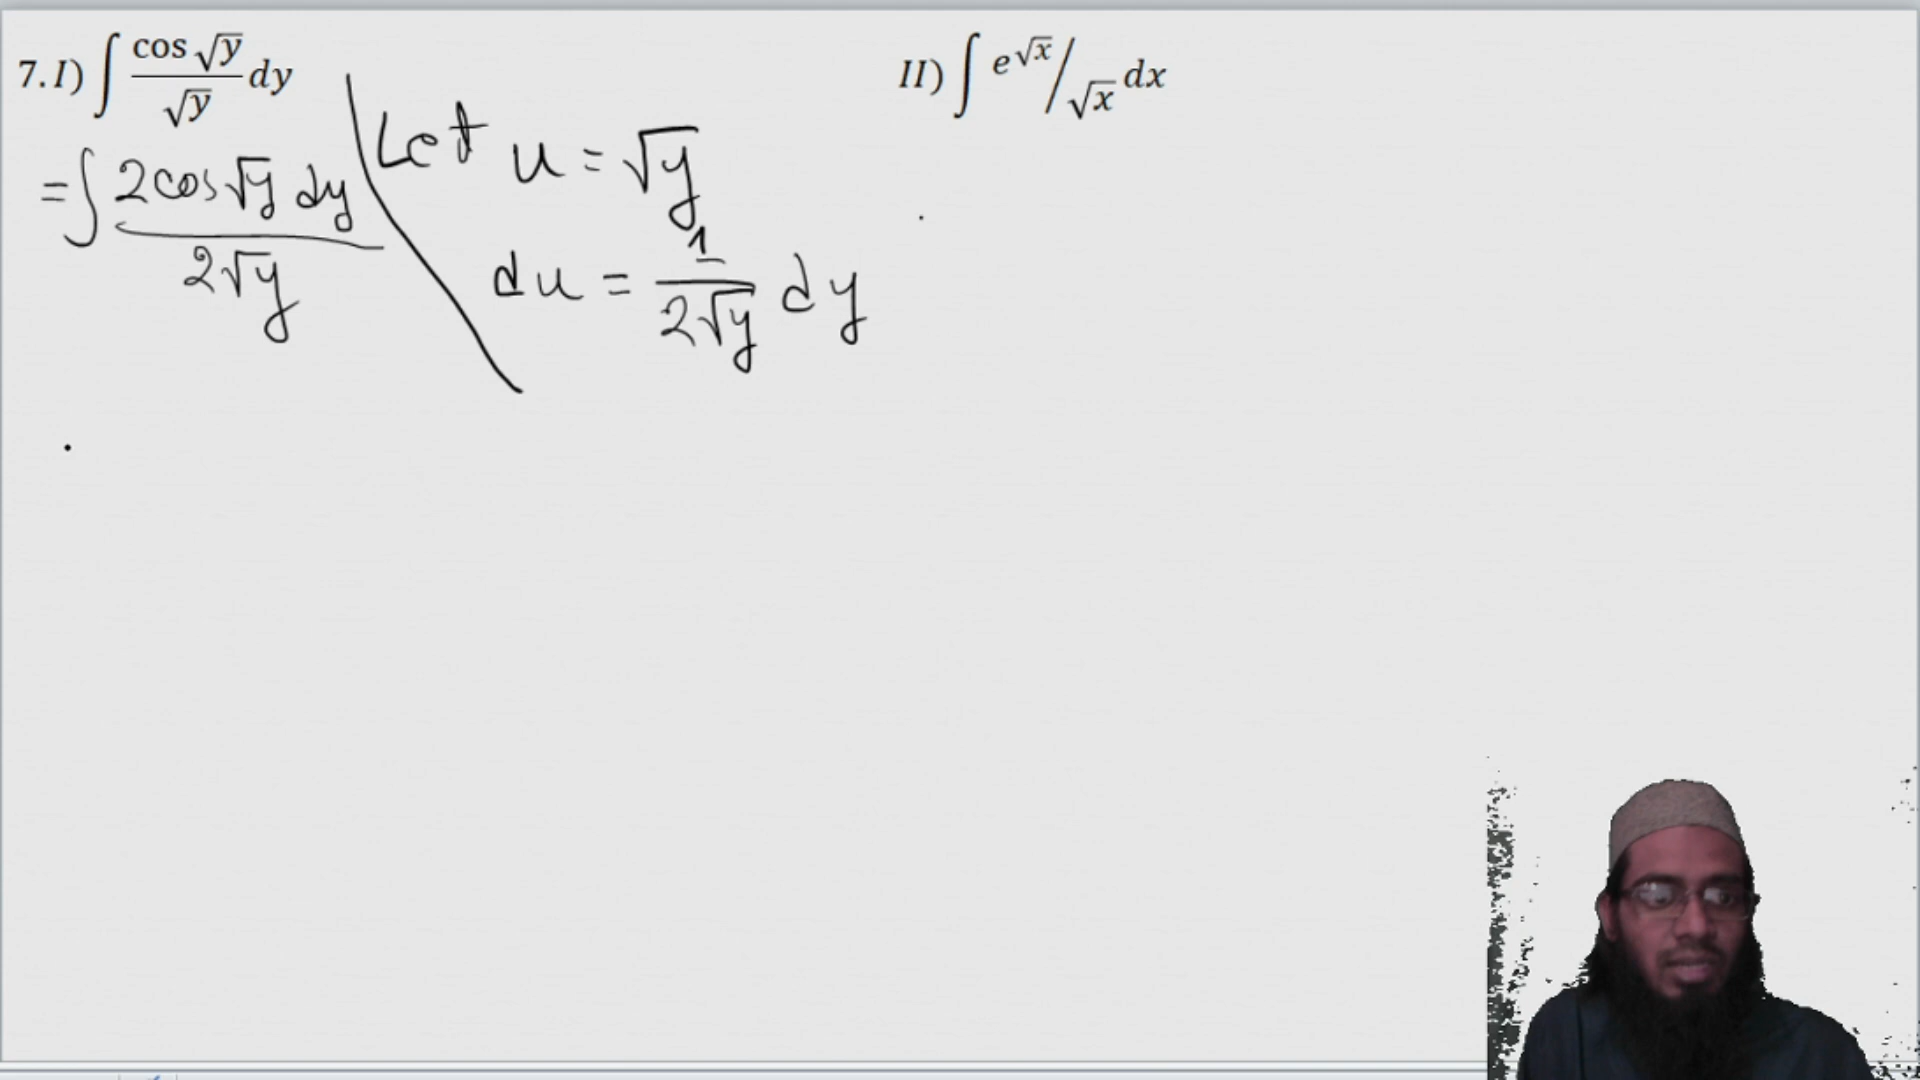 7. I) ∫ cos √y / √y dy
= ∫ 2cos√y dy / 2√y
Let u = √y
du = 1 / 2√y dy
II) ∫ e^√x / √x dx